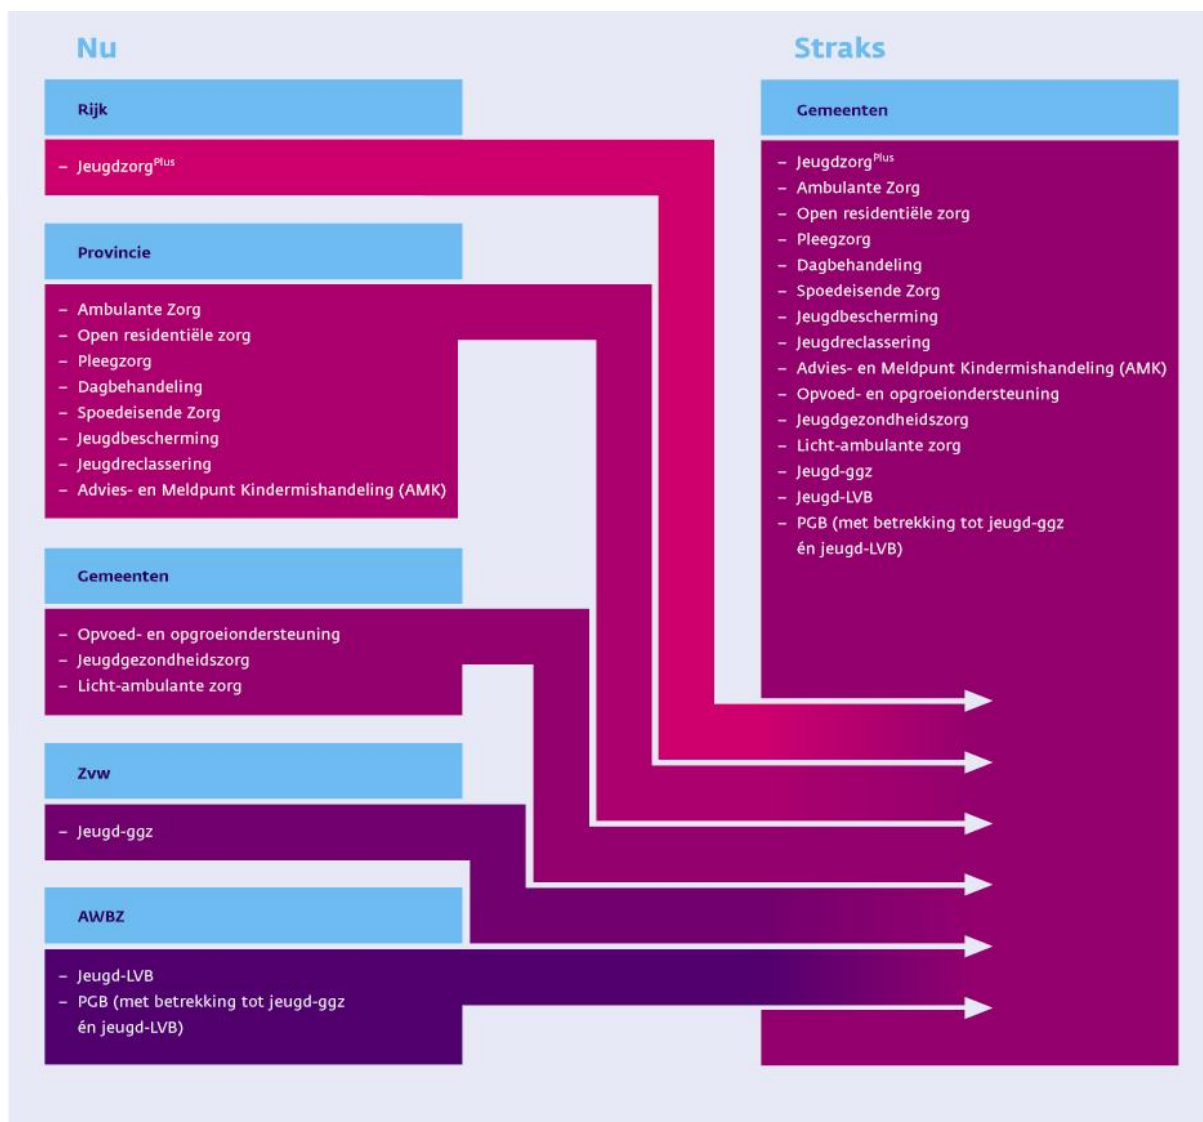 Nu
Rijk
– Jeugdzorgᴾˡᵘˢ
Provincie
– Ambulante Zorg
– Open residentiële zorg
– Pleegzorg
– Dagbehandeling
– Spoedeisende Zorg
– Jeugdbescherming
– Jeugdreclassering
– Advies- en Meldpunt Kindermishandeling (AMK)
Gemeenten
– Opvoed- en opgroeiondersteuning
– Jeugdgezondheidszorg
– Licht-ambulante zorg
Zvw
– Jeugd-ggz
AWBZ
– Jeugd-LVB
– PGB (met betrekking tot jeugd-ggz
én jeugd-LVB)
Straks
Gemeenten
– Jeugdzorgᴾˡᵘˢ
– Ambulante Zorg
– Open residentiële zorg
– Pleegzorg
– Dagbehandeling
– Spoedeisende Zorg
– Jeugdbescherming
– Jeugdreclassering
– Advies- en Meldpunt Kindermishandeling (AMK)
– Opvoed- en opgroeiondersteuning
– Jeugdgezondheidszorg
– Licht-ambulante zorg
– Jeugd-ggz
– Jeugd-LVB
– PGB (met betrekking tot jeugd-ggz
én jeugd-LVB)